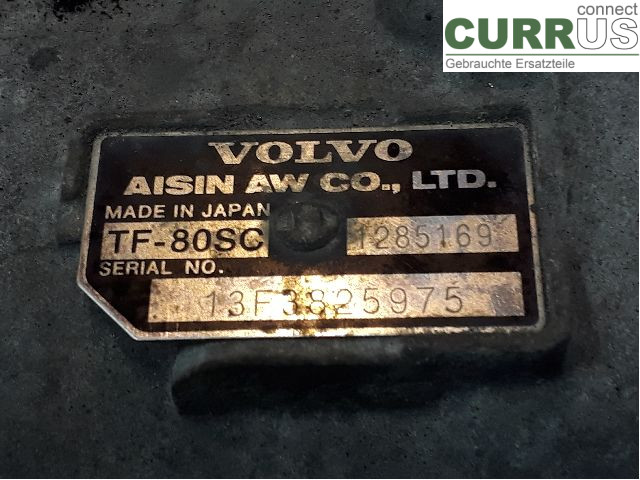 connect
CURRUS
Gebrauchte Ersatzteile
VOLVO
AISIN AW CO., LTD.
MADE IN JAPAN
TF-80SC 1285169
SERIAL NO.
13F3825975